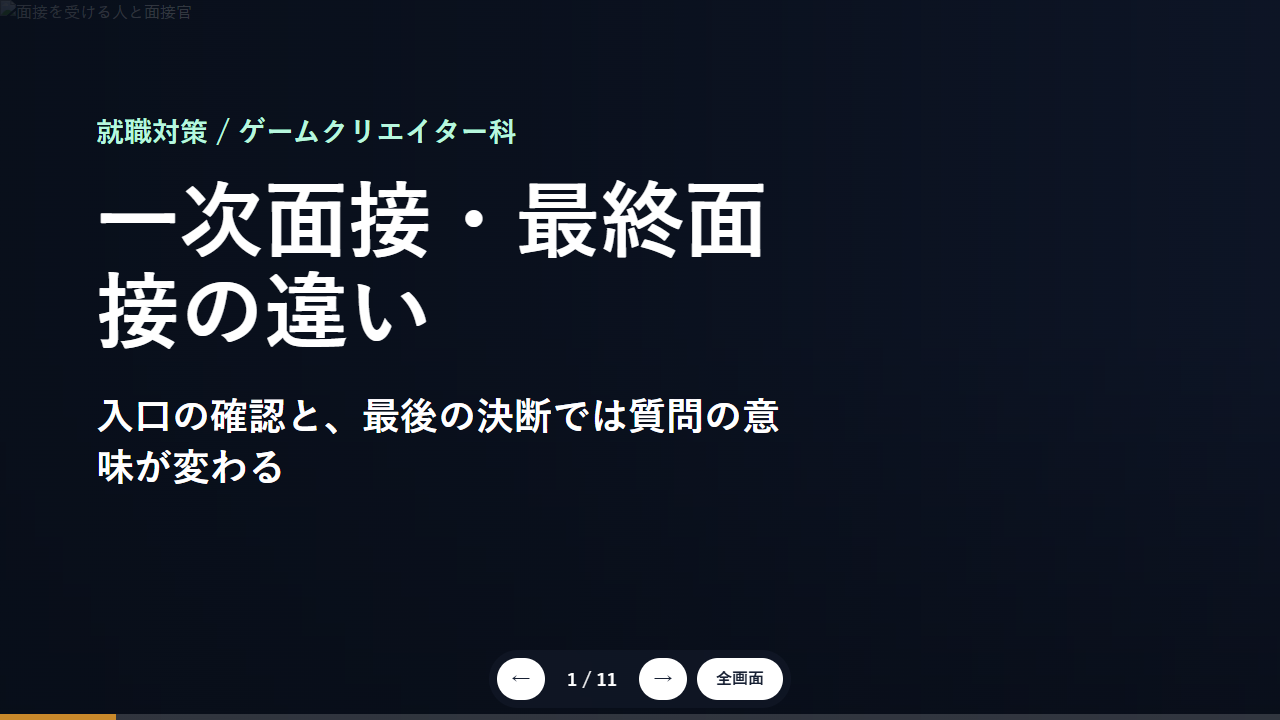 面接を受ける人と面接官
就職対策 / ゲームクリエイター科
一次面接・最終面
接の違い
入口の確認と、最後の決断では質問の意
味が変わる
← 1 / 11 → 全画面